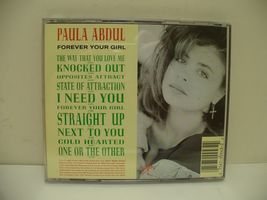 PAULA ABDUL
FOREVER YOUR GIRL
THE WAY THAT YOU LOVE ME
KNOCKED OUT
OPPOSITES ATTRACT
STATE OF ATTRACTION
I NEED YOU
FOREVER YOUR GIRL
STRAIGHT UP
NEXT TO YOU
COLD HEARTED
ONE OR THE OTHER